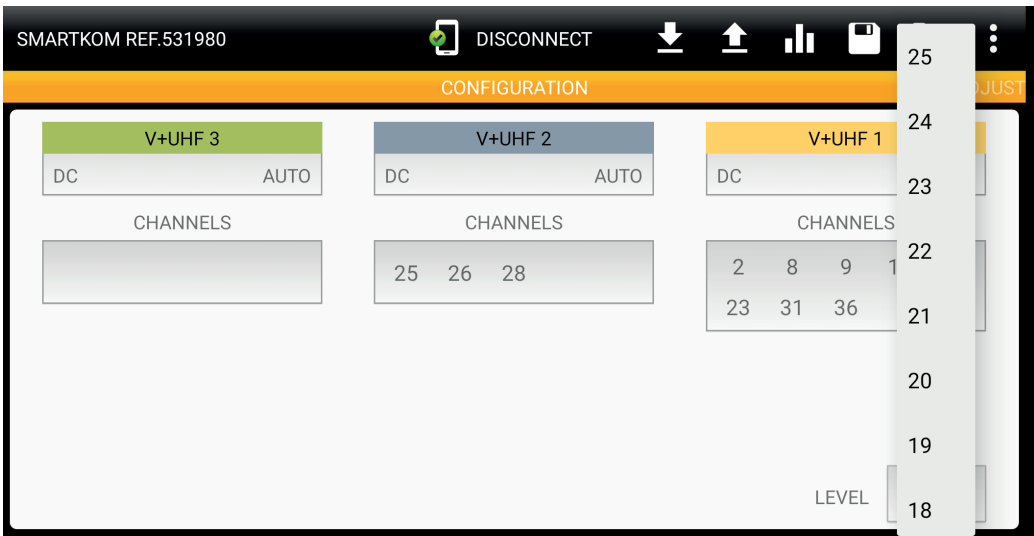 SMARTKOM REF.531980 DISCONNECT
CONFIGURATION
JUST
V+UHF 3
DC AUTO
CHANNELS
V+UHF 2
DC AUTO
CHANNELS
25 26 28
V+UHF 1
DC
CHANNELS
2 8 9
23 31 36
LEVEL
25
24
23
22
21
20
19
18